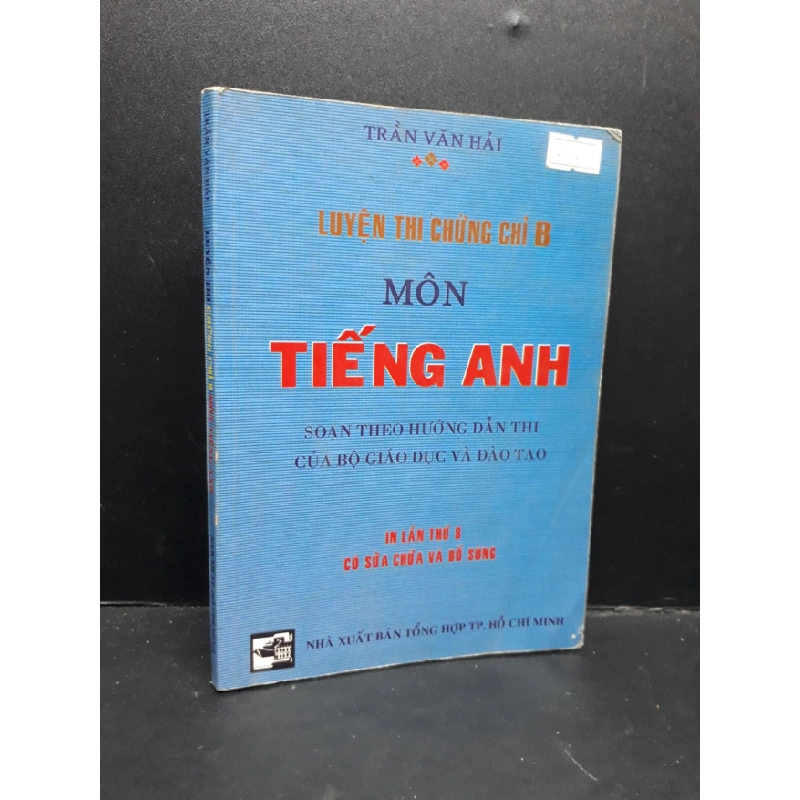 TRẦN VĂN HẢI
LUYỆN THI CHỨNG CHỈ B
MÔN
TIẾNG ANH
SOẠN THEO HƯỚNG DẪN THI
CỦA BỘ GIÁO DỤC VÀ ĐÀO TẠO
IN LẦN THỨ 8
CÓ SỬA CHỮA VÀ BỔ SUNG
NHÀ XUẤT BẢN TỔNG HỢP TP. HỒ CHÍ MINH